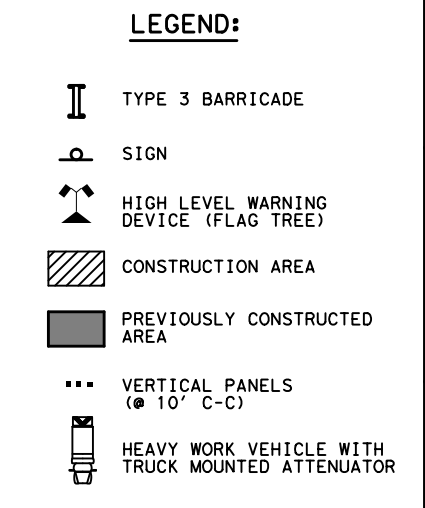 LEGEND:
TYPE 3 BARRICADE
SIGN
HIGH LEVEL WARNING
DEVICE (FLAG TREE)
CONSTRUCTION AREA
PREVIOUSLY CONSTRUCTED
AREA
VERTICAL PANELS
(@ 10' C-C)
HEAVY WORK VEHICLE WITH
TRUCK MOUNTED ATTENUATOR